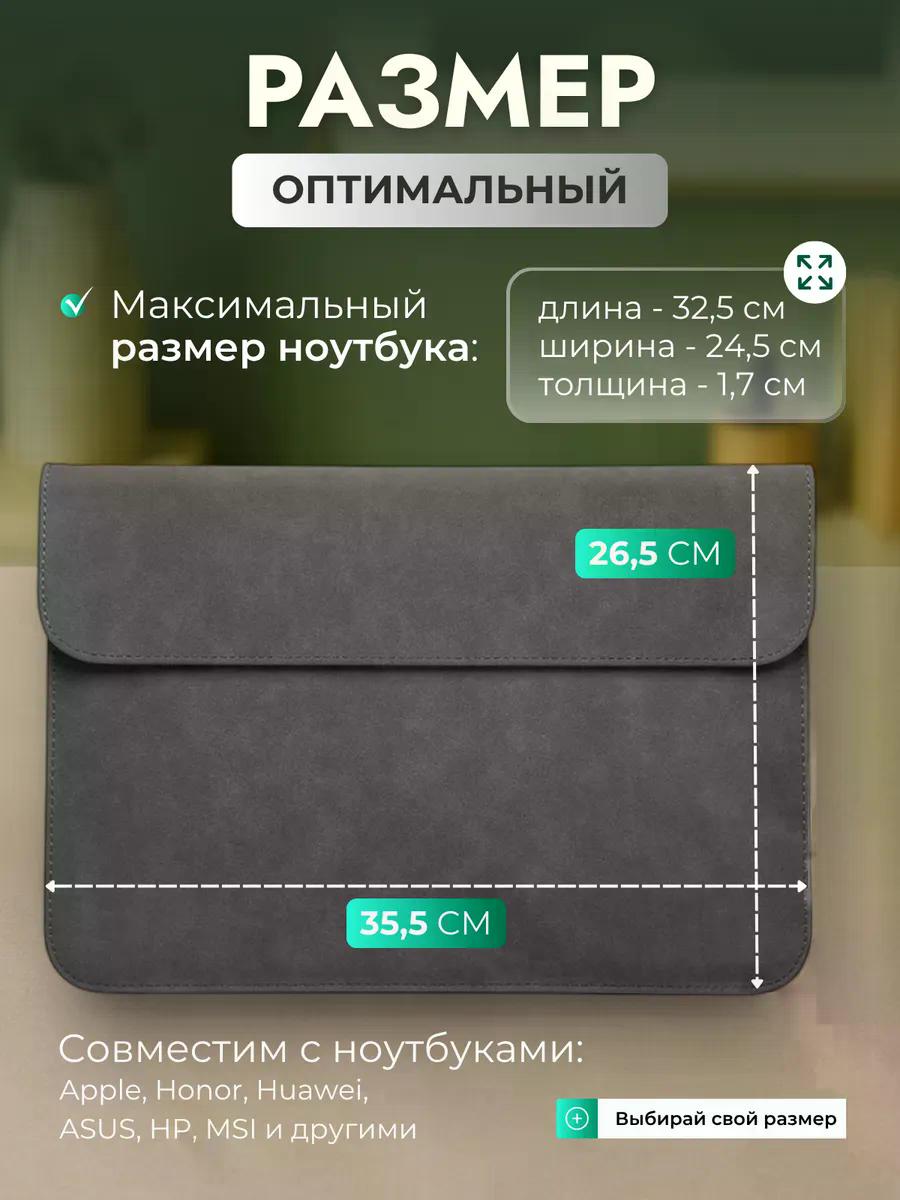 РАЗМЕР
ОПТИМАЛЬНЫЙ
Максимальный
размер ноутбука:
длина - 32,5 см
ширина - 24,5 см
толщина - 1,7 см
26,5 СМ
35,5 СМ
Совместим с ноутбуками:
Apple, Honor, Huawei,
ASUS, HP, MSI и другими
Выбирай свой размер